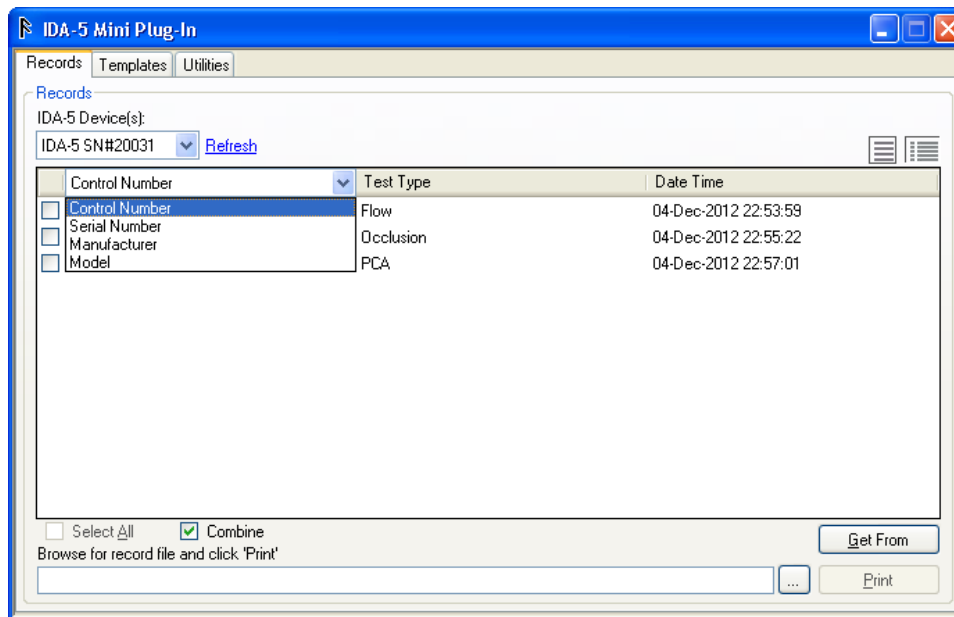 IDA-5 Mini Plug-In
Records Templates Utilities
Records
IDA-5 Device(s):
IDA-5 SN#20031 Refresh
Control Number Test Type Date Time
Control Number Flow 04-Dec-2012 22:53:59
Serial Number
Manufacturer Occlusion 04-Dec-2012 22:55:22
Model PCA 04-Dec-2012 22:57:01
Select All Combine
Get From
Browse for record file and click 'Print'
... Print